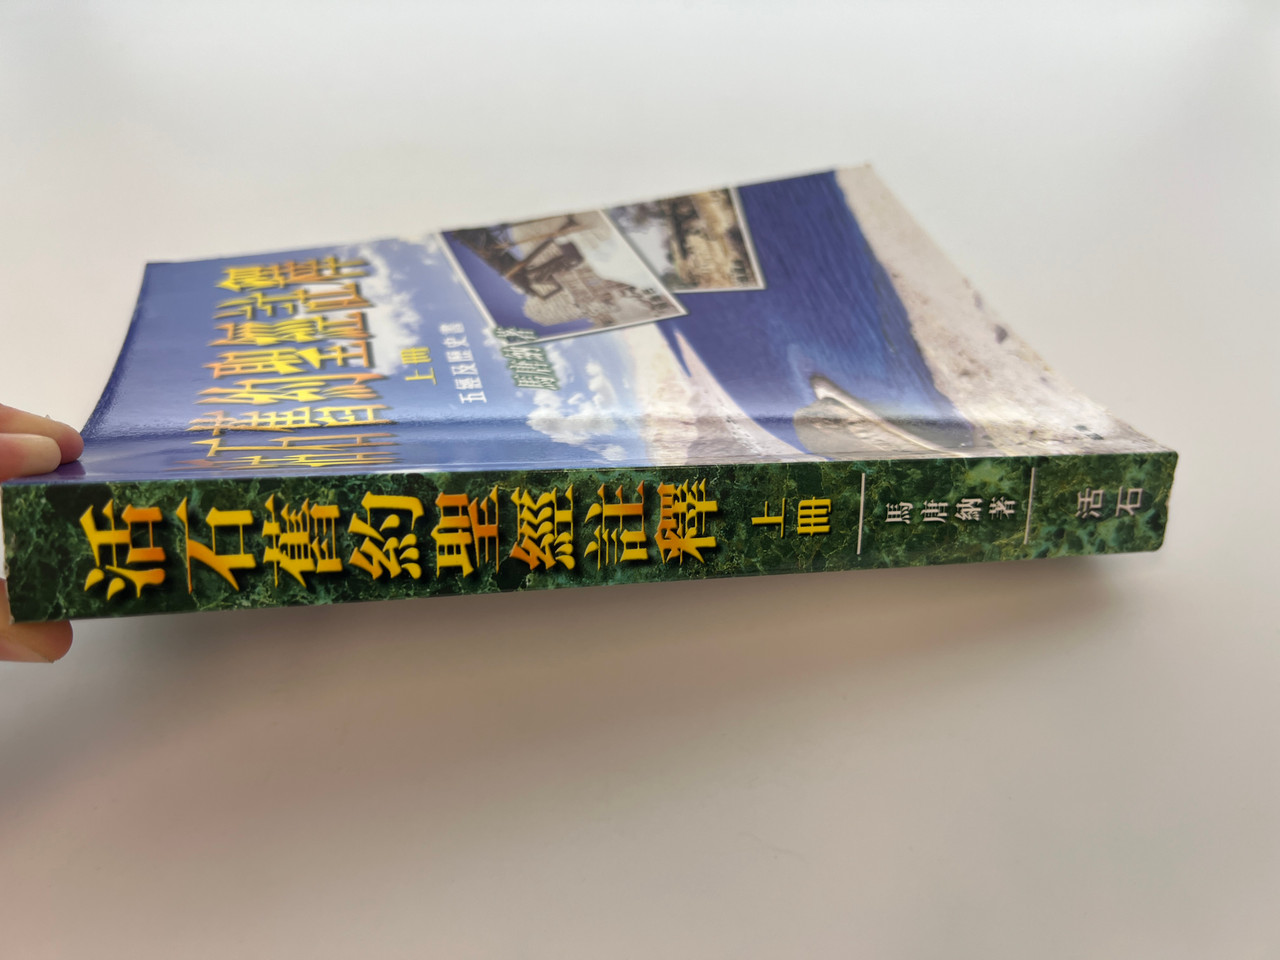 活石舊約聖經註釋
上冊
五經及歷史書
馬唐納著
活石舊約聖經註釋 上冊 馬唐納著 活石